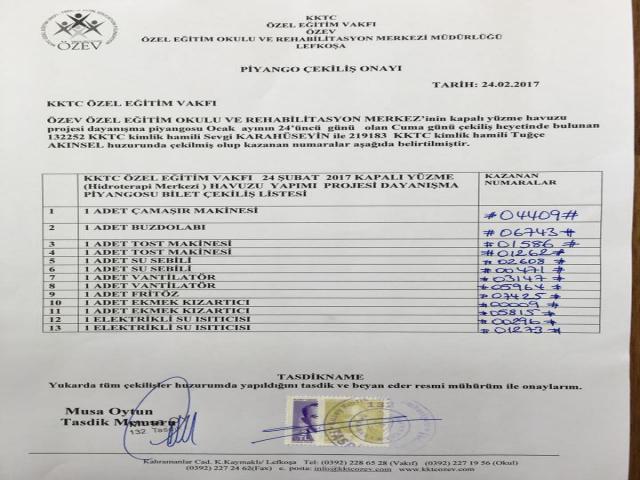 ÖZEV
KKTC
ÖZEL EĞİTİM VAKFI
ÖZEV
ÖZEL EĞİTİM OKULU VE REHABİLİTASYON MERKEZİ MÜDÜRLÜĞÜ
LEFKOŞA
PİYANGO ÇEKİLİŞ ONAYI
TARİH: 24.02.2017
KKTC ÖZEL EĞİTİM VAKFI
ÖZEV ÖZEL EĞİTİM OKULU VE REHABİLİTASYON MERKEZ'inin kapalı yüzme havuzu
projesi dayanışma piyangosu Ocak ayının 24'üncü günü olan Cuma günü çekiliş heyetinde bulunan
132252 KKTC kimlik hamili Sevgi KARAHÜSEYİN ile 219183 KKTC kimlik hamili Tuğçe
AKINSEL huzurunda çekilmiş olup kazanan numaralar aşağıda belirtilmiştir.
KKTC ÖZEL EĞİTİM VAKFI 24 ŞUBAT 2017 KAPALI YÜZME
(Hidroterapi Merkezi ) HAVUZU YAPIMI PROJESİ DAYANIŞMA
PİYANGOSU BİLET ÇEKİLİŞ LİSTESİ
KAZANAN
NUMARALAR
1 1 ADET ÇAMAŞIR MAKİNESİ #04409#
2 1 ADET BUZDOLABI #06743#
3 1 ADET TOST MAKİNESİ #01586#
4 1 ADET TOST MAKİNESİ #01262#
5 1 ADET SU SEBİLİ #02608#
6 1 ADET SU SEBİLİ #00471#
7 1 ADET VANTİLATÖR #03147#
8 1 ADET VANTİLATÖR #05964#
9 1 ADET FRİTÖZ #07425#
10 1 ADET EKMEK KIZARTICI #00009#
11 1 ADET EKMEK KIZARTICI #05815#
12 1 ELEKTRİKLİ SU ISITICISI #00296#
13 1 ELEKTRİKLİ SU ISITICISI #01273#
TASDİKNAME
Yukarda tüm çekilişler huzurumda yapıldığını tasdik ve beyan eder resmi mühürüm ile onaylarım.
Musa Oytun
Tasdik Memuru
132. Tasdik
132
Kahramanlar Cad. K.Kaymaklı/ Lefkoşa Tel: (0392) 228 65 28 (Vakıf) (0392) 227 19 56 (Okul)
(0392) 227 24 62(Fax) e. posta: info@kktcozev.com www.kktcozev.com